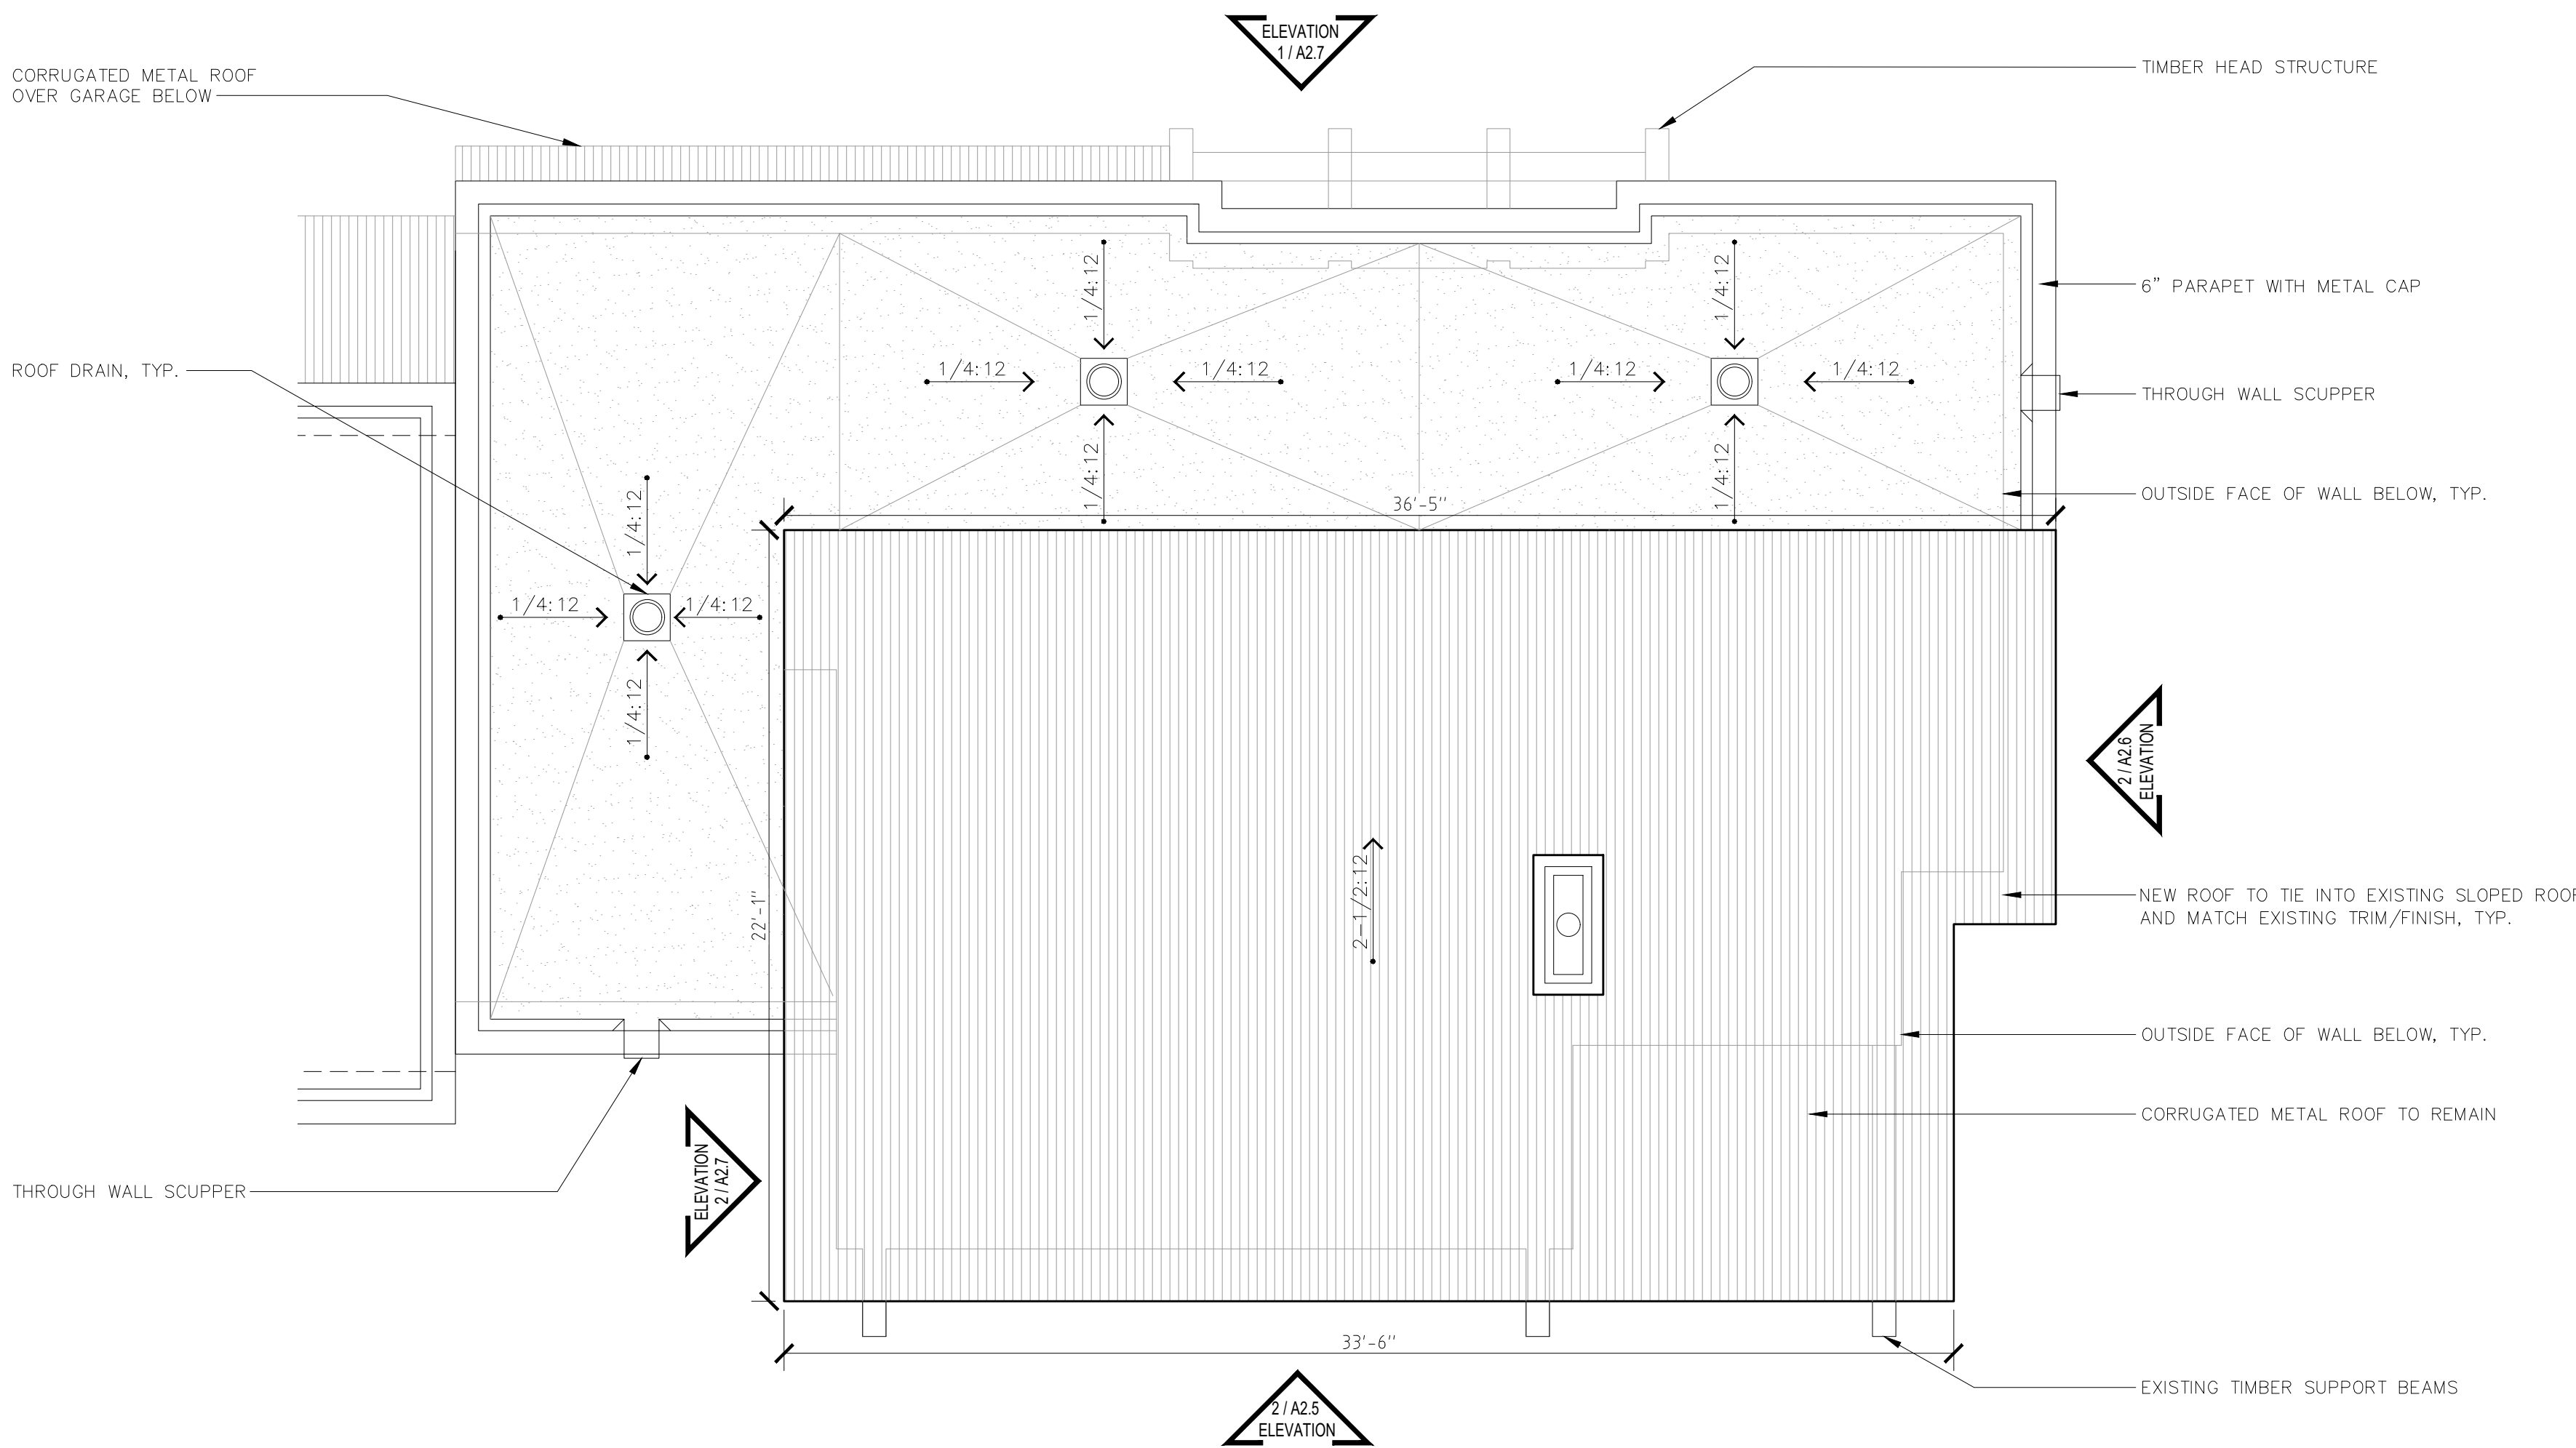 ELEVATION
1 / A2.7
CORRUGATED METAL ROOF
OVER GARAGE BELOW
TIMBER HEAD STRUCTURE
6" PARAPET WITH METAL CAP
ROOF DRAIN, TYP.
THROUGH WALL SCUPPER
OUTSIDE FACE OF WALL BELOW, TYP.
1/4:12
1/4:12
1/4:12
1/4:12
1/4:12
1/4:12
1/4:12
1/4:12
36'-5"
1/4:12
1/4:12
1/4:12
1/4:12
2 / A2.6
ELEVATION
22'-1"
2-1/2:12
NEW ROOF TO TIE INTO EXISTING SLOPED ROOF
AND MATCH EXISTING TRIM/FINISH, TYP.
OUTSIDE FACE OF WALL BELOW, TYP.
CORRUGATED METAL ROOF TO REMAIN
ELEVATION
2 / A2.7
THROUGH WALL SCUPPER
33'-6"
EXISTING TIMBER SUPPORT BEAMS
2 / A2.5
ELEVATION